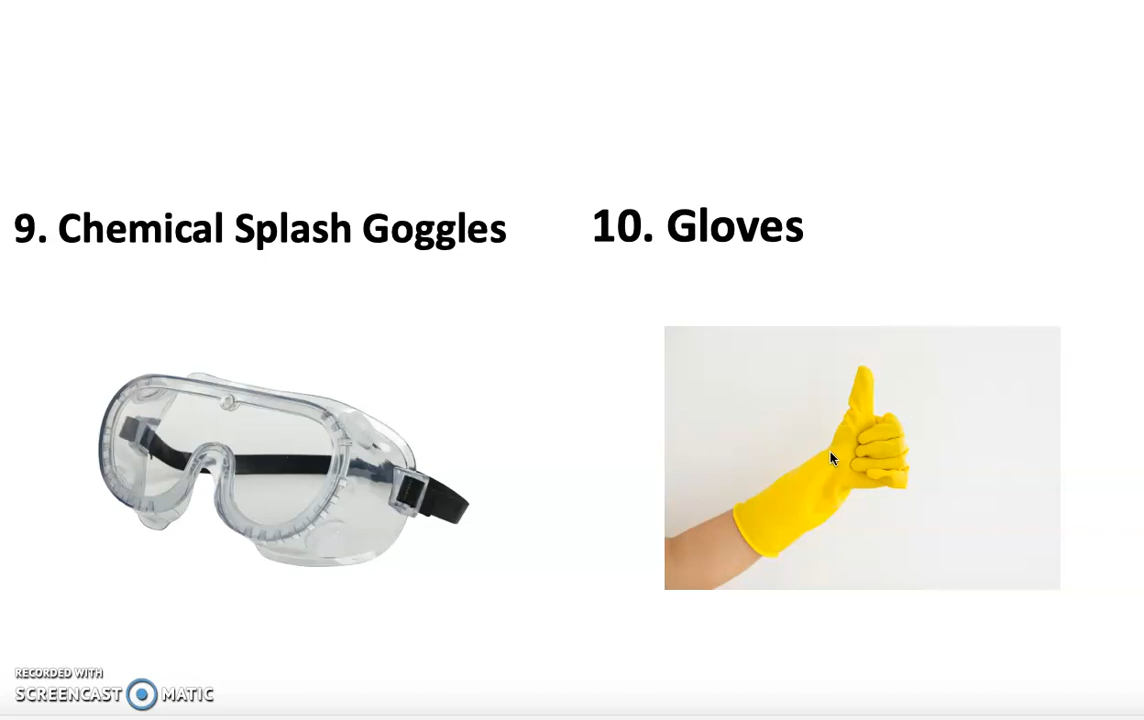 9. Chemical Splash Goggles
10. Gloves
RECORDED WITH
SCREENCAST MATIC